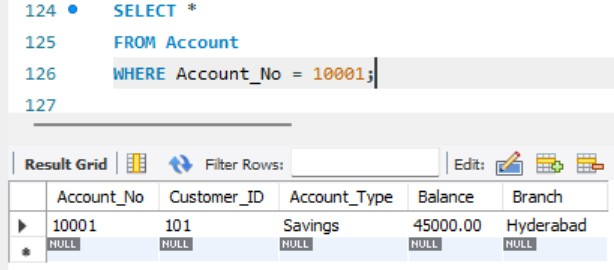 124 SELECT *
125 FROM Account
126 WHERE Account_No = 10001;
127
Result Grid Filter Rows: Edit:
Account_No Customer_ID Account_Type Balance Branch
10001 101 Savings 45000.00 Hyderabad
NULL NULL NULL NULL NULL